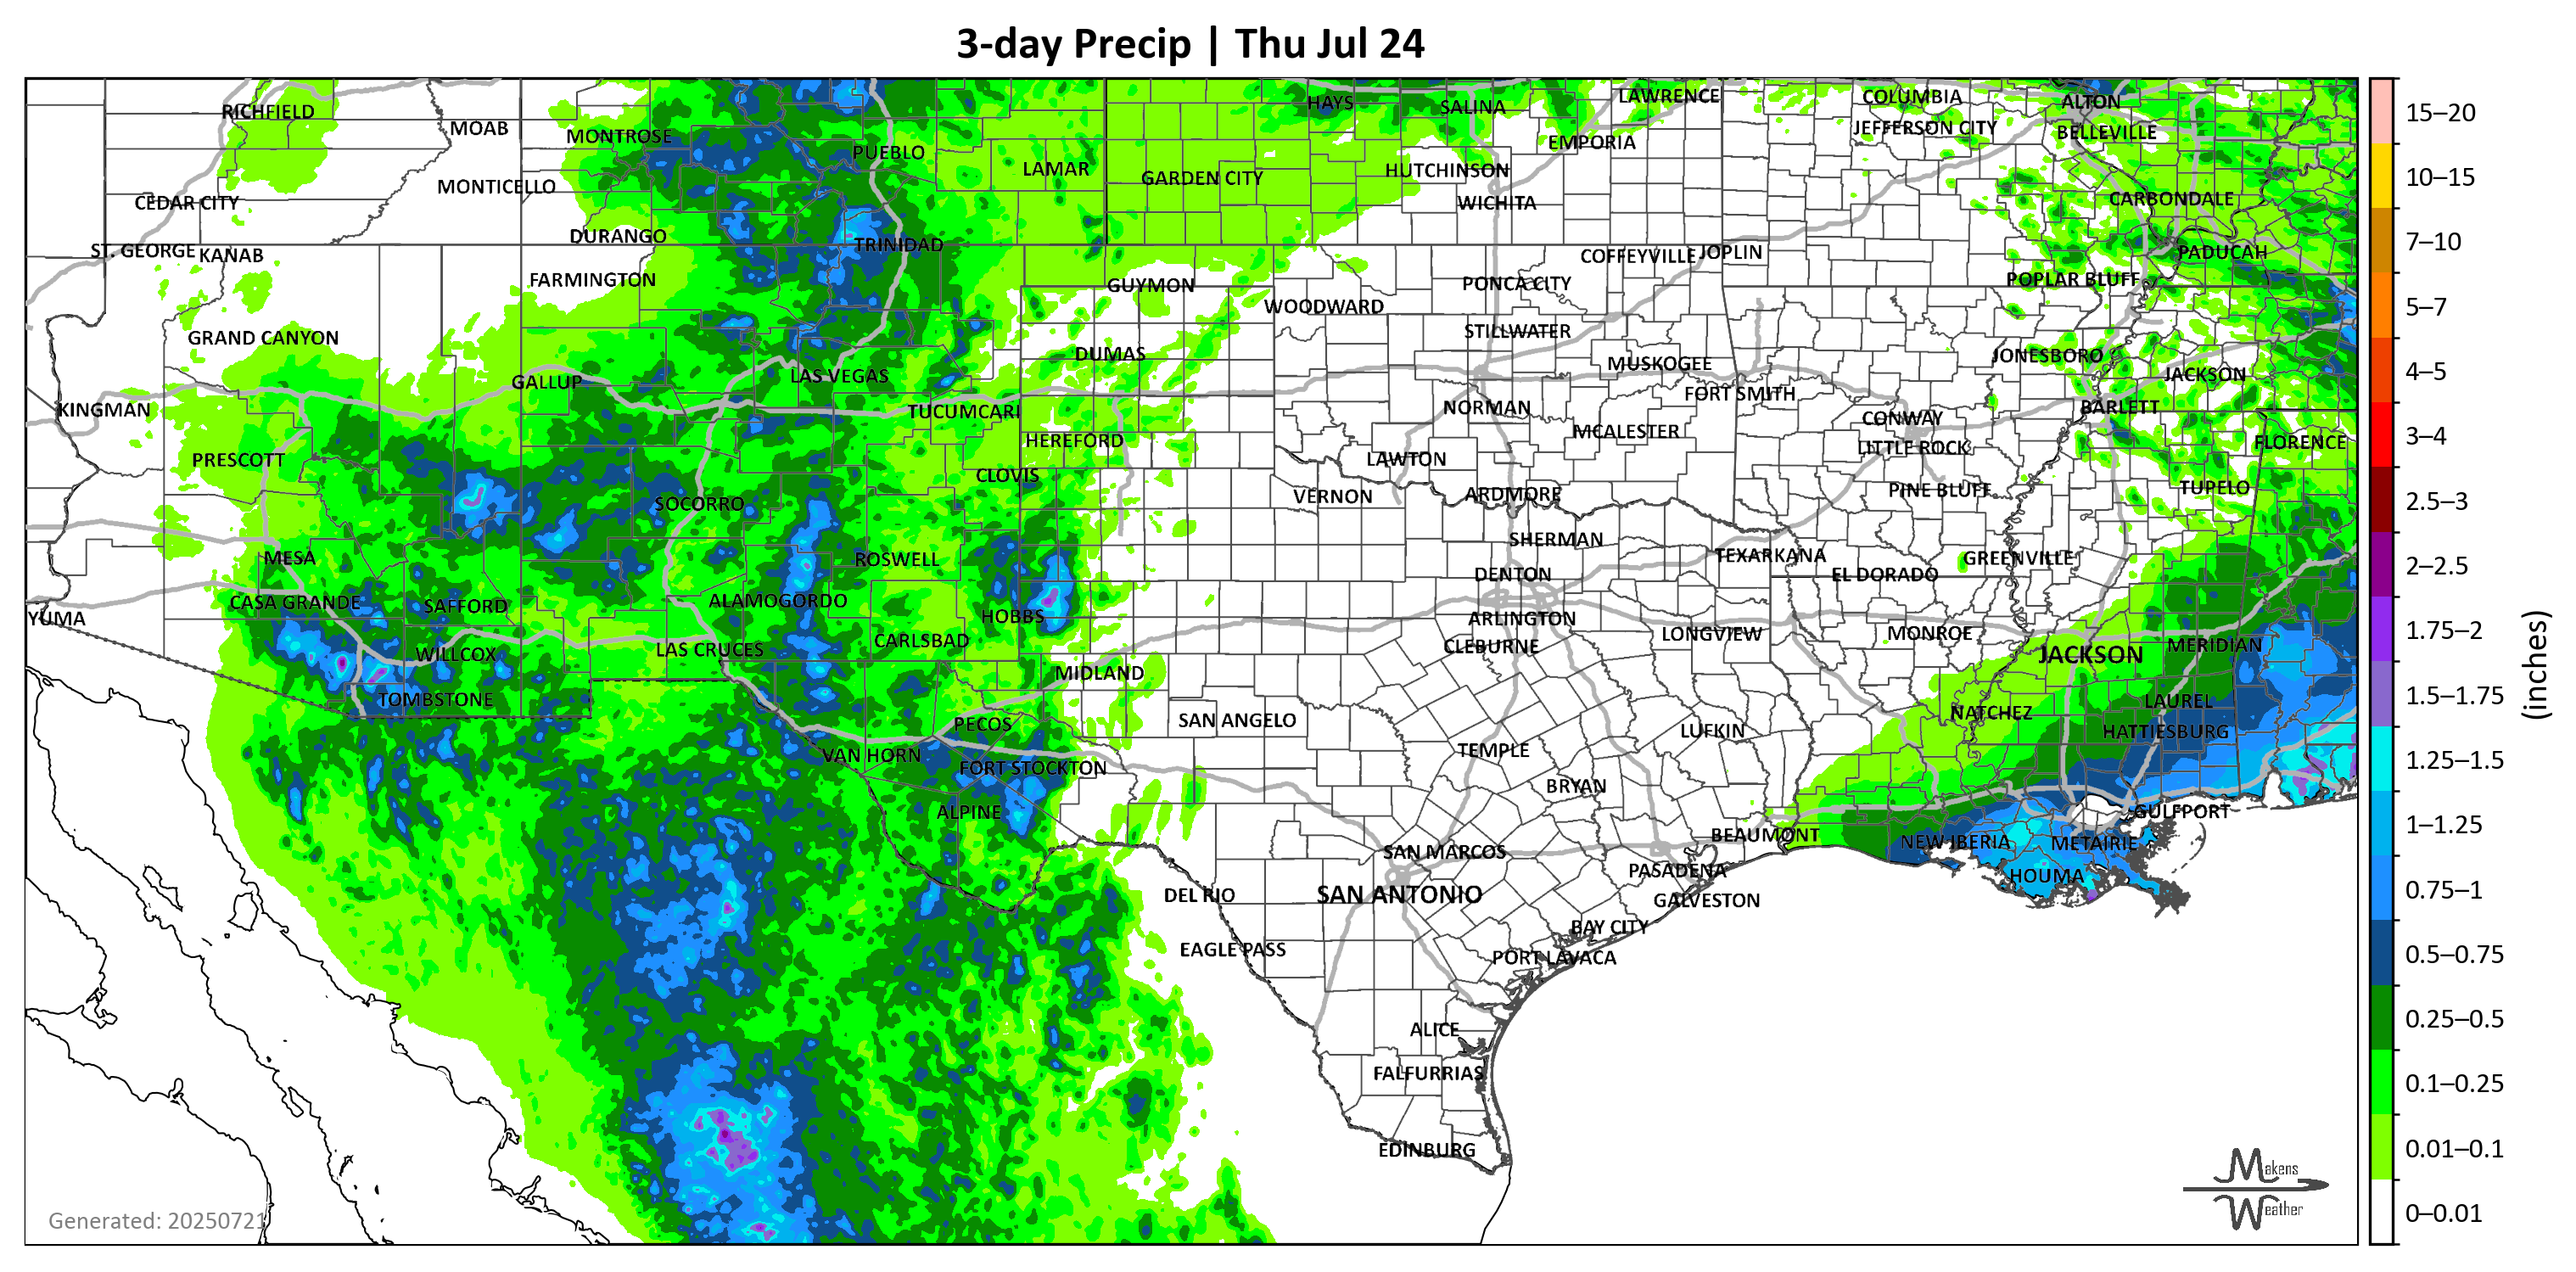 3-day Precip | Thu Jul 24
RICHFIELD
MOAB
MONTROSE
PUEBLO
LAMAR
HAYS
SALINA
LAWRENCE
COLUMBIA
ALTON
EMPORIA
JEFFERSON CITY
BELLEVILLE
CEDAR CITY
MONTICELLO
GARDEN CITY
HUTCHINSON
WICHITA
CARBONDALE
ST. GEORGE
KANAB
DURANGO
TRINIDAD
COFFEYVILLE
JOPLIN
PADUCAH
FARMINGTON
GUYMON
WOODWARD
PONCA CITY
POPLAR BLUFF
GRAND CANYON
DUMAS
STILLWATER
MUSKOGEE
JONESBORO
KINGMAN
GALLUP
LAS VEGAS
TUCUMCARI
NORMAN
FORT SMITH
CONWAY
JACKSON
BARLETT
PRESCOTT
HEREFORD
CLOVIS
LAWTON
MCALESTER
LITTLE ROCK
FLORENCE
SOCORRO
VERNON
ARDMORE
PINE BLUFF
TUPELO
MESA
ROSWELL
SHERMAN
TEXARKANA
GREENVILLE
DENTON
EL DORADO
YUMA
CASA GRANDE
SAFFORD
ALAMOGORDO
HOBBS
ARLINGTON
WILLCOX
LAS CRUCES
CARLSBAD
CLEBURNE
LONGVIEW
MONROE
JACKSON
MERIDIAN
TOMBSTONE
MIDLAND
PECOS
SAN ANGELO
LUFKIN
NATCHEZ
LAUREL
HATTIESBURG
VAN HORN
FORT STOCKTON
TEMPLE
BRYAN
ALPINE
GULFPORT
SAN MARCOS
BEAUMONT
NEW IBERIA
METAIRIE
DEL RIO
SAN ANTONIO
PASADENA
GALVESTON
HOUMA
EAGLE PASS
BAY CITY
PORT LAVACA
ALICE
FALFURRIAS
EDINBURG
Generated: 20250721
Makens
Weather
15–20
10–15
7–10
5–7
4–5
3–4
2.5–3
2–2.5
1.75–2
1.5–1.75
1.25–1.5
1–1.25
0.75–1
0.5–0.75
0.25–0.5
0.1–0.25
0.01–0.1
0–0.01
(inches)